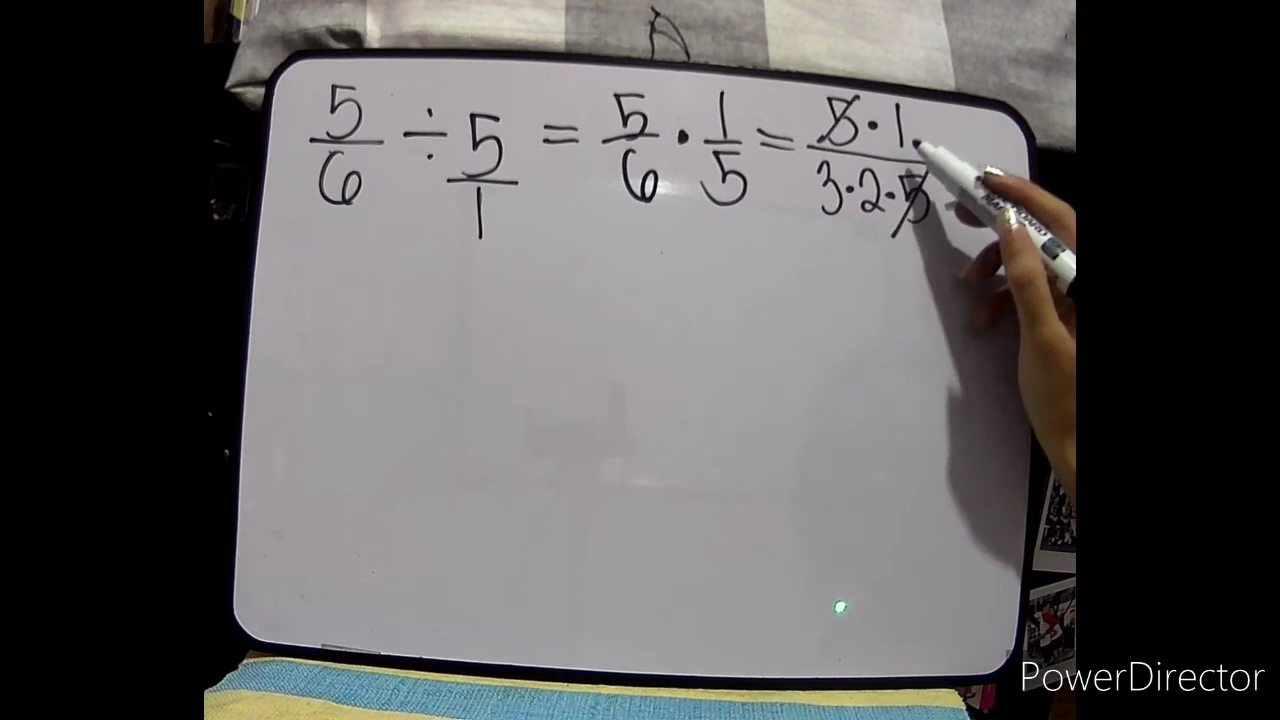 5/6 ÷ 5/1 = 5/6 · 1/5 = 5 · 1 / 3 · 2 · 5
PowerDirector